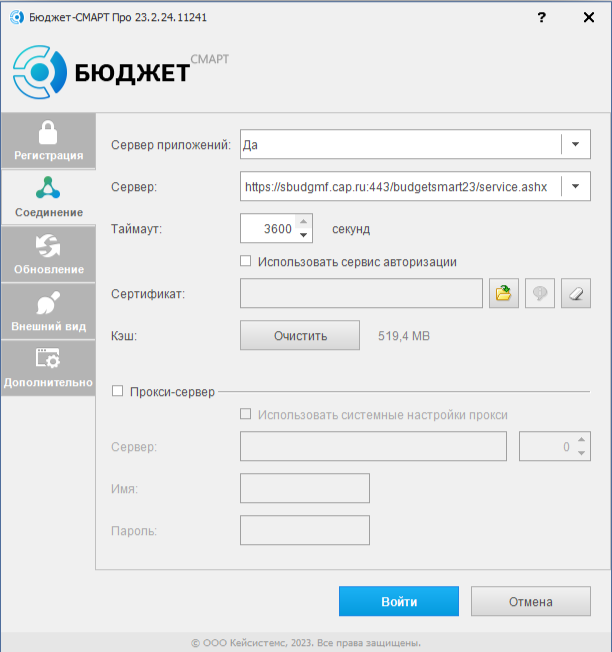 Бюджет-СМАРТ Про 23.2.24.11241 ?
БЮДЖЕТ СМАРТ
Регистрация
Соединение
Обновление
Внешний вид
Дополнительно
Сервер приложений: Да
Сервер: https://sbudgmf.cap.ru:443/budgetsmart23/service.ashx
Таймаут: 3600 секунд
Использовать сервис авторизации
Сертификат:
Кэш: Очистить 519,4 MB
Прокси-сервер
Использовать системные настройки прокси
Сервер: 0
Имя:
Пароль:
Войти Отмена
© ООО Кейсистемс, 2023. Все права защищены.